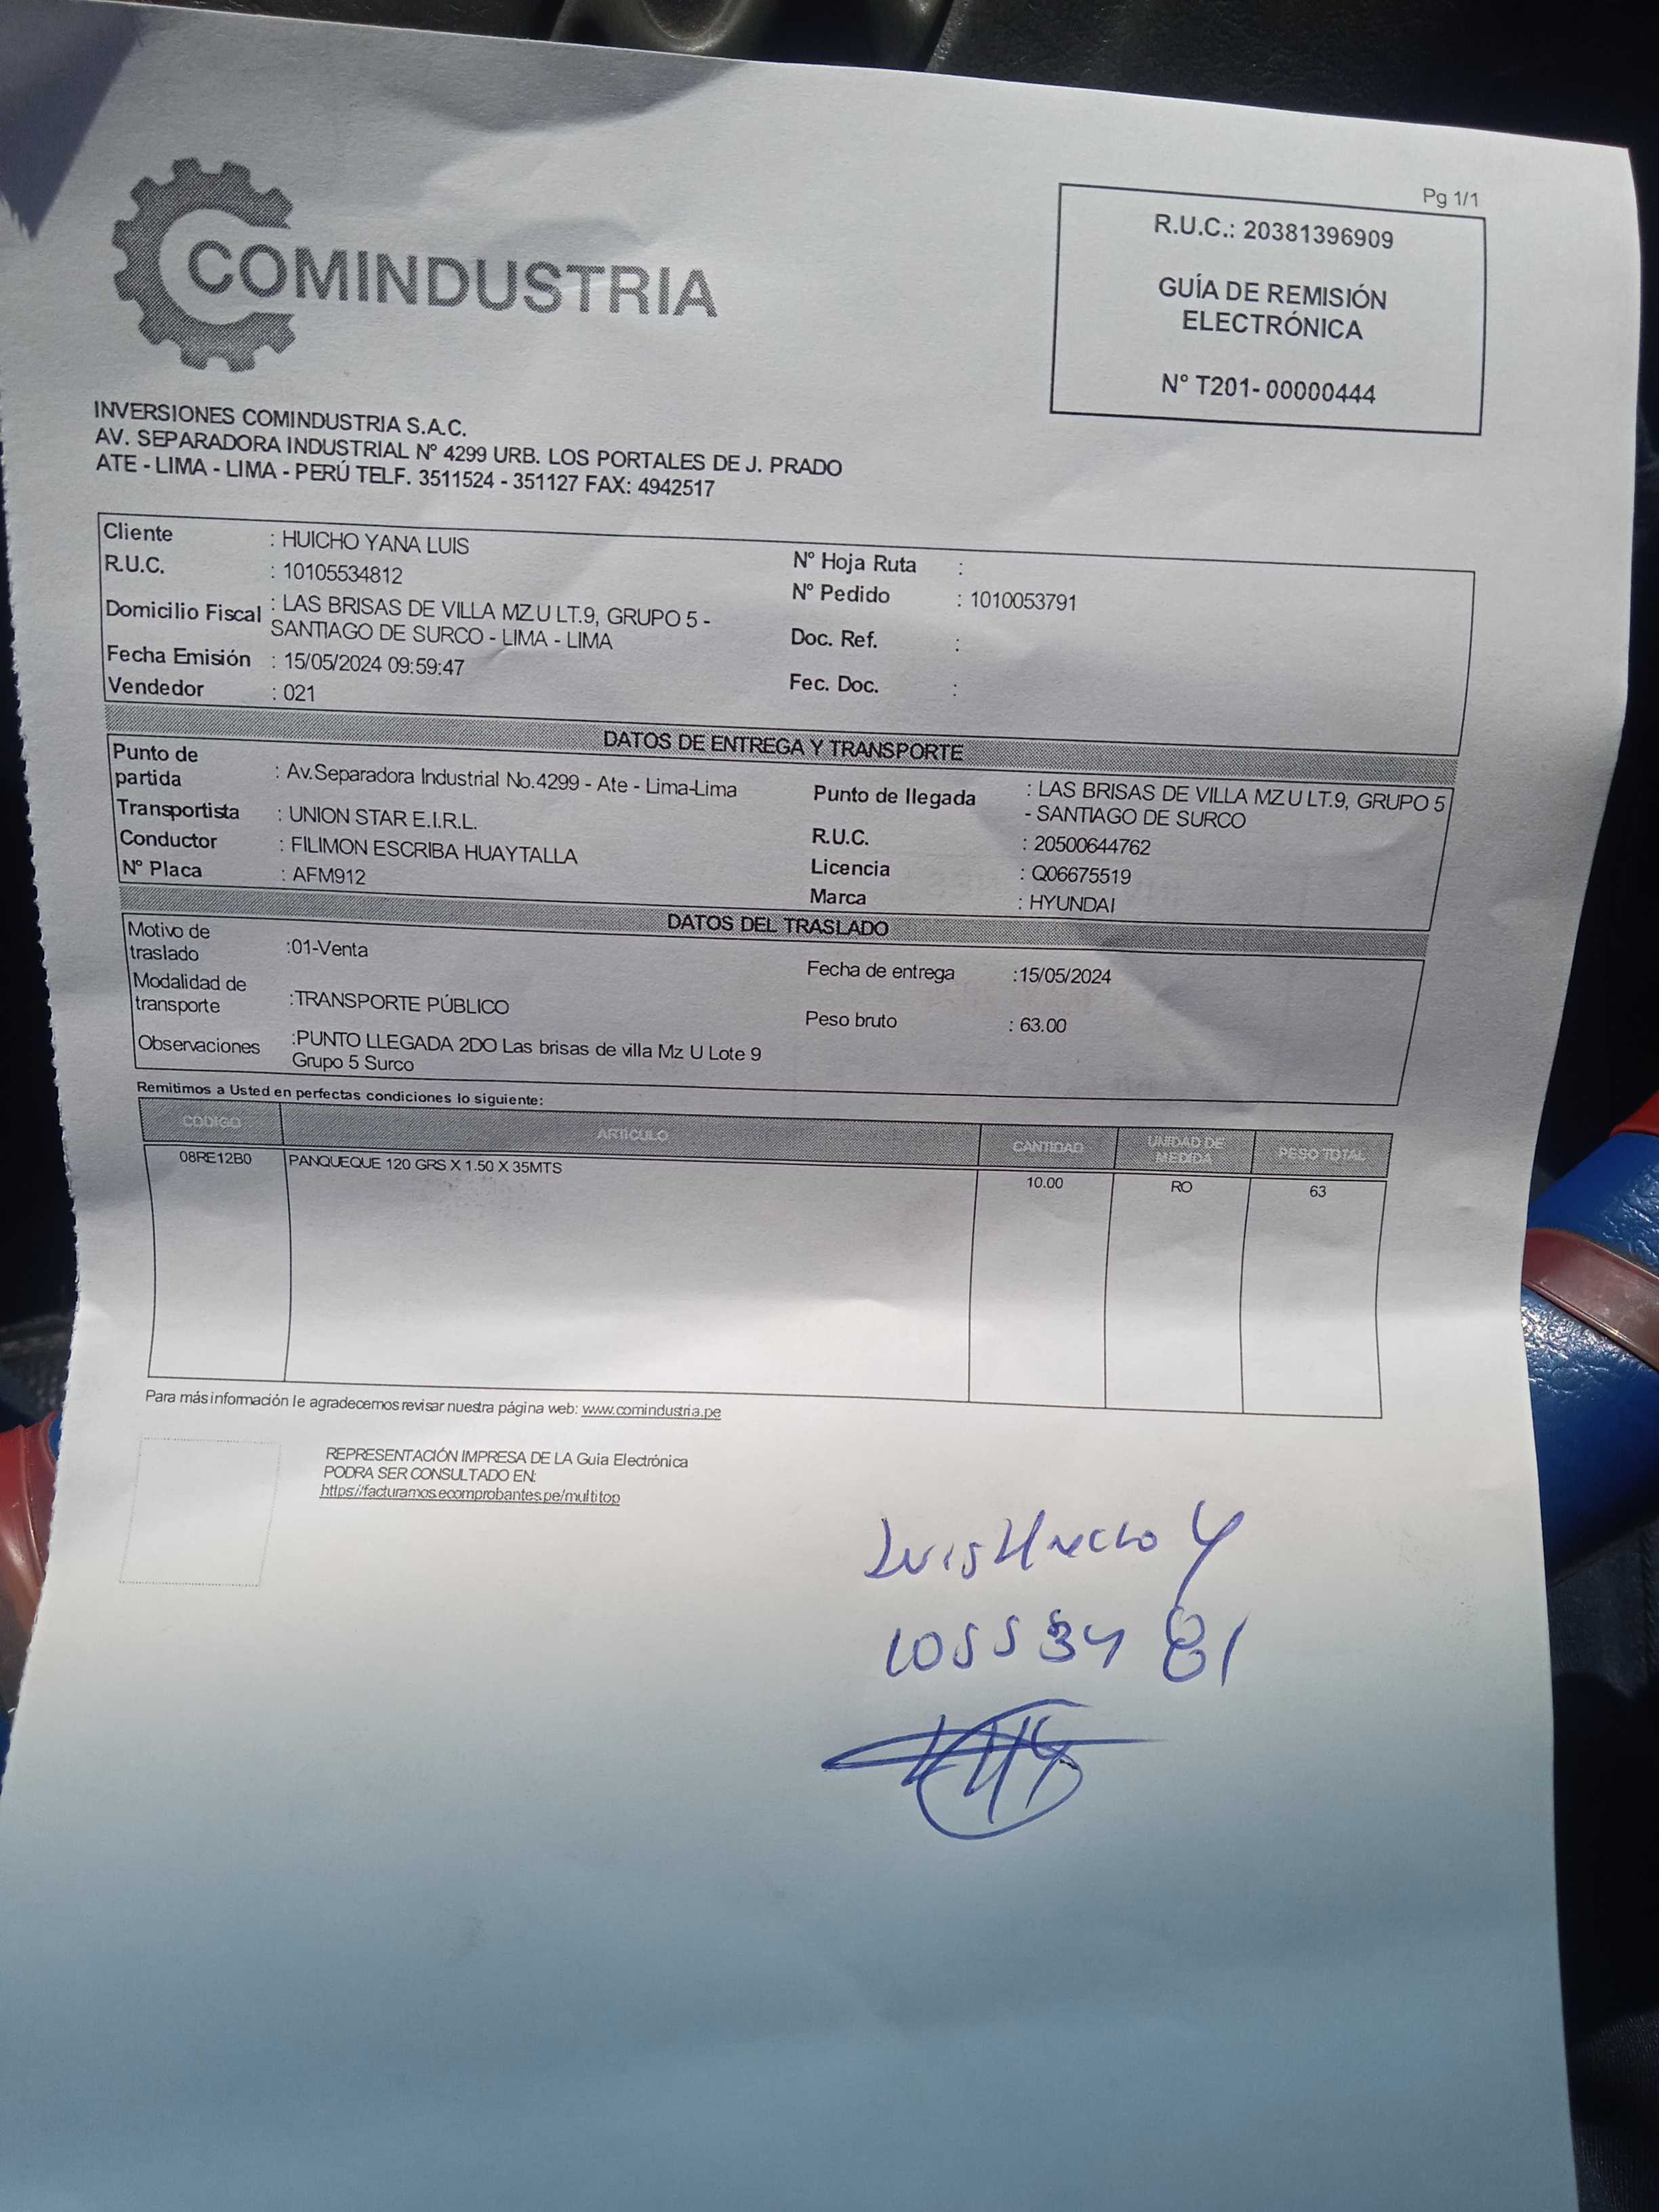 Pg 1/1
COMINDUSTRIA
R.U.C.: 20381396909
GUÍA DE REMISIÓN
ELECTRÓNICA
N° T201- 00000444
INVERSIONES COMINDUSTRIA S.A.C.
AV. SEPARADORA INDUSTRIAL N° 4299 URB. LOS PORTALES DE J. PRADO
ATE - LIMA - LIMA - PERÚ TELF. 3511524 - 351127 FAX: 4942517
Cliente : HUICHO YANA LUIS
R.U.C. : 10105534812
Domicilio Fiscal : LAS BRISAS DE VILLA MZ.U LT.9, GRUPO 5 -
SANTIAGO DE SURCO - LIMA - LIMA
Fecha Emisión : 15/05/2024 09:59:47
Vendedor : 021
N° Hoja Ruta :
N° Pedido : 1010053791
Doc. Ref. :
Fec. Doc. :
DATOS DE ENTREGA Y TRANSPORTE
Punto de
partida : Av.Separadora Industrial No.4299 - Ate - Lima-Lima
Transportista : UNION STAR E.I.R.L.
Conductor : FILIMON ESCRIBA HUAYTALLA
N° Placa : AFM912
Punto de llegada : LAS BRISAS DE VILLA MZ.U LT.9, GRUPO 5
- SANTIAGO DE SURCO
R.U.C. : 20500644762
Licencia : Q06675519
Marca : HYUNDAI
DATOS DEL TRASLADO
Motivo de
traslado :01-Venta
Modalidad de
transporte :TRANSPORTE PÚBLICO
Observaciones :PUNTO LLEGADA 2DO Las brisas de villa Mz U Lote 9
Grupo 5 Surco
Fecha de entrega :15/05/2024
Peso bruto : 63.00
Remitimos a Usted en perfectas condiciones lo siguiente:
CODIGO ARTICULO CANTIDAD UNIDAD DE MEDIDA PESO TOTAL
08RE12B0 PANQUEQUE 120 GRS X 1.50 X 35MTS 10.00 RO 63
Para más información le agradecemos revisar nuestra página web: www.comindustria.pe
REPRESENTACIÓN IMPRESA DE LA Guía Electrónica
PODRA SER CONSULTADO EN:
https://facturamos.ecomprobantes.pe/multitop
Luis Huicho Y
10553481